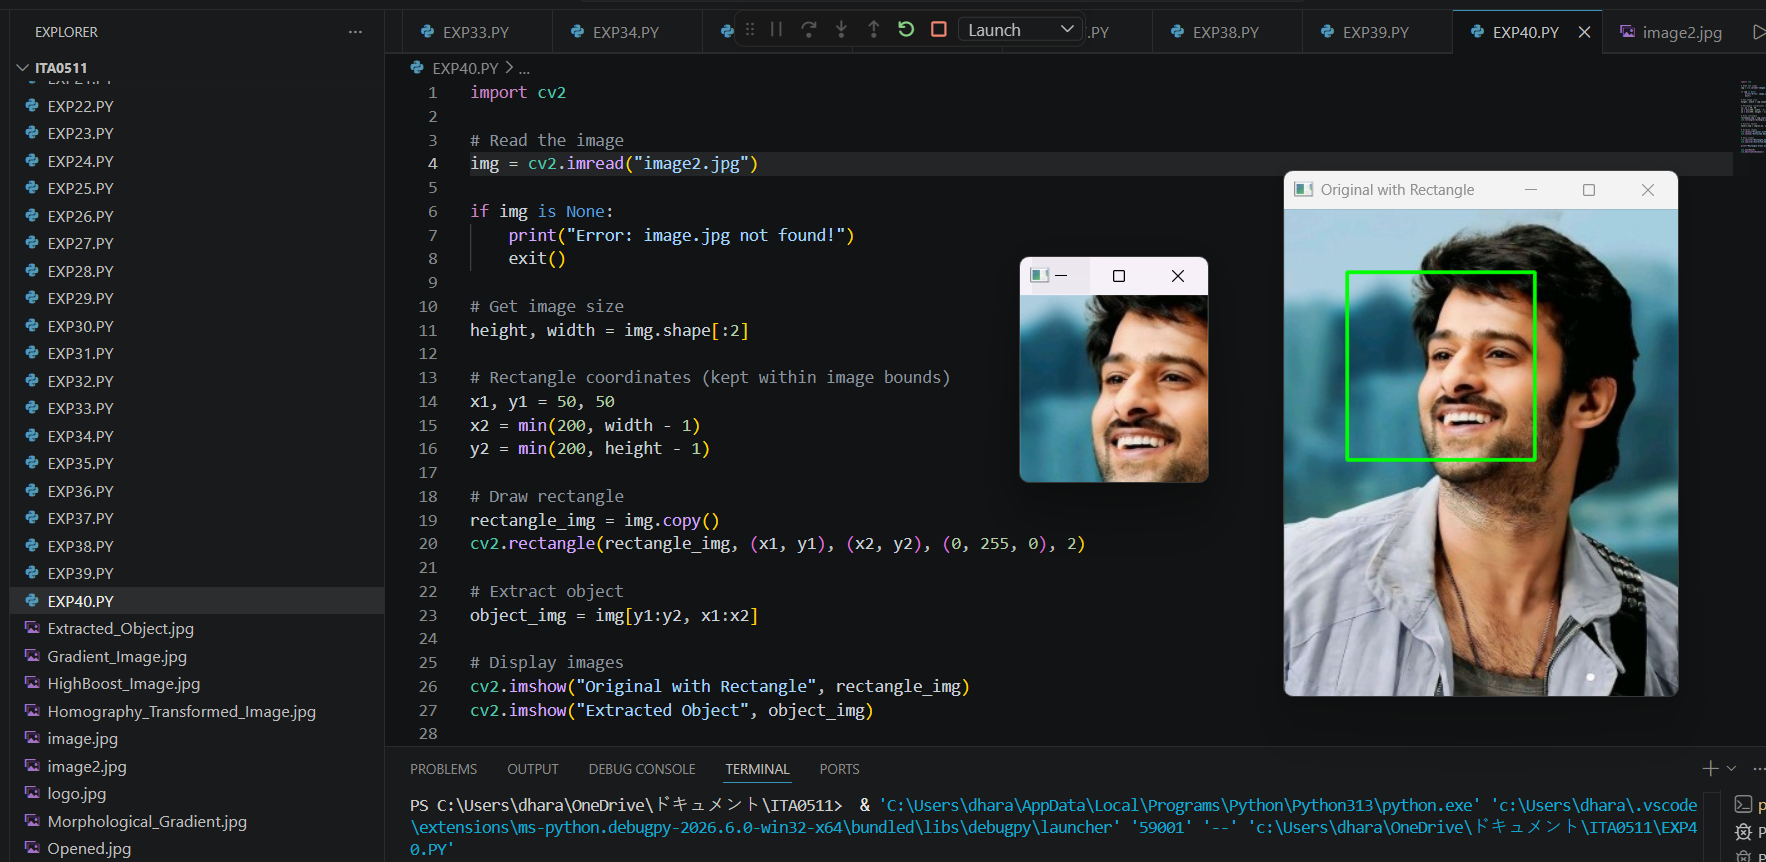 EXPLORER
ITA0511
EXP21.PY
EXP22.PY
EXP23.PY
EXP24.PY
EXP25.PY
EXP26.PY
EXP27.PY
EXP28.PY
EXP29.PY
EXP30.PY
EXP31.PY
EXP32.PY
EXP33.PY
EXP34.PY
EXP35.PY
EXP36.PY
EXP37.PY
EXP38.PY
EXP39.PY
EXP40.PY
Extracted_Object.jpg
Gradient_Image.jpg
HighBoost_Image.jpg
Homography_Transformed_Image.jpg
image.jpg
image2.jpg
logo.jpg
Morphological_Gradient.jpg
Opened.jpg
EXP33.PY EXP34.PY Launch .PY EXP38.PY EXP39.PY EXP40.PY image2.jpg
EXP40.PY > ...
1 import cv2
2
3 # Read the image
4 img = cv2.imread("image2.jpg")
5
6 if img is None:
7 print("Error: image.jpg not found!")
8 exit()
9
10 # Get image size
11 height, width = img.shape[:2]
12
13 # Rectangle coordinates (kept within image bounds)
14 x1, y1 = 50, 50
15 x2 = min(200, width - 1)
16 y2 = min(200, height - 1)
17
18 # Draw rectangle
19 rectangle_img = img.copy()
20 cv2.rectangle(rectangle_img, (x1, y1), (x2, y2), (0, 255, 0), 2)
21
22 # Extract object
23 object_img = img[y1:y2, x1:x2]
24
25 # Display images
26 cv2.imshow("Original with Rectangle", rectangle_img)
27 cv2.imshow("Extracted Object", object_img)
28
Original with Rectangle
PROBLEMS OUTPUT DEBUG CONSOLE TERMINAL PORTS
PS C:\Users\dhara\OneDrive\ドキュメント\ITA0511> & 'C:\Users\dhara\AppData\Local\Programs\Python\Python313\python.exe' 'c:\Users\dhara\.vscode
\extensions\ms-python.debugpy-2026.6.0-win32-x64\bundled\libs\debugpy\launcher' '59001' '--' 'c:\Users\dhara\OneDrive\ドキュメント\ITA0511\EXP4
0.PY'